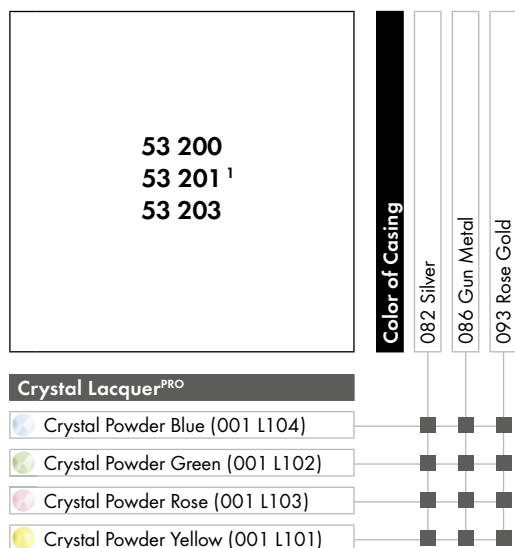 53 200
53 201 1
53 203
Color of Casing
082 Silver
086 Gun Metal
093 Rose Gold
Crystal LacquerPRO
Crystal Powder Blue (001 L104)
Crystal Powder Green (001 L102)
Crystal Powder Rose (001 L103)
Crystal Powder Yellow (001 L101)